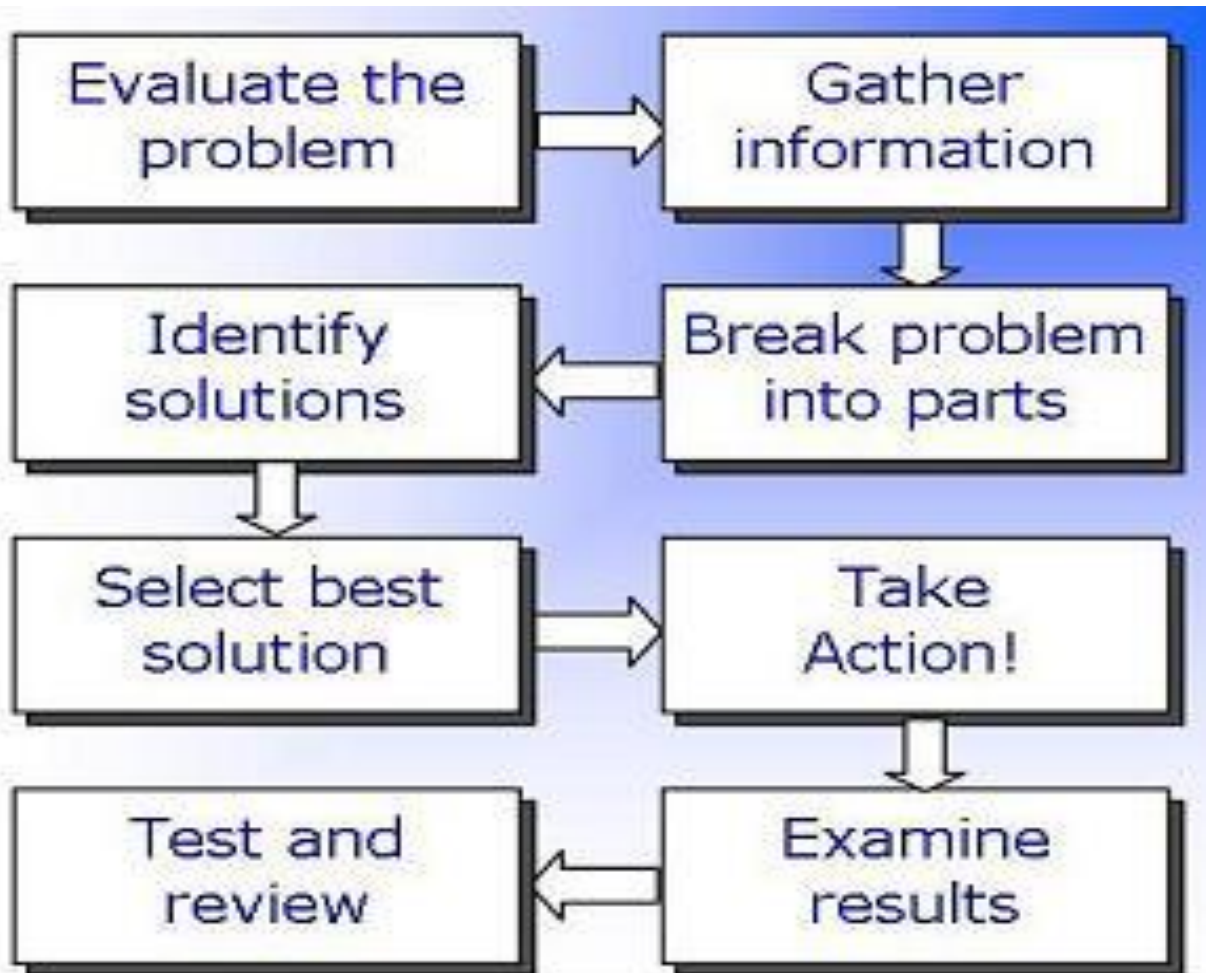 Evaluate the
problem
Gather
information
Break problem
into parts
Identify
solutions
Select best
solution
Take
Action!
Examine
results
Test and
review